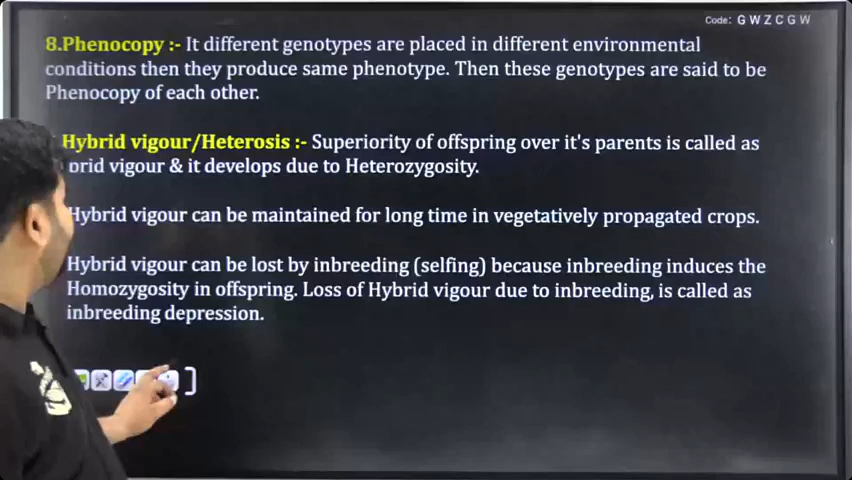 Code: G W Z C G W
8.Phenocopy :- It different genotypes are placed in different environmental
conditions then they produce same phenotype. Then these genotypes are said to be
Phenocopy of each other.
Hybrid vigour/Heterosis :- Superiority of offspring over it's parents is called as
vigour & it develops due to Heterozygosity.
Hybrid vigour can be maintained for long time in vegetatively propagated crops.
Hybrid vigour can be lost by inbreeding (selfing) because inbreeding induces the
Homozygosity in offspring. Loss of Hybrid vigour due to inbreeding, is called as
inbreeding depression.